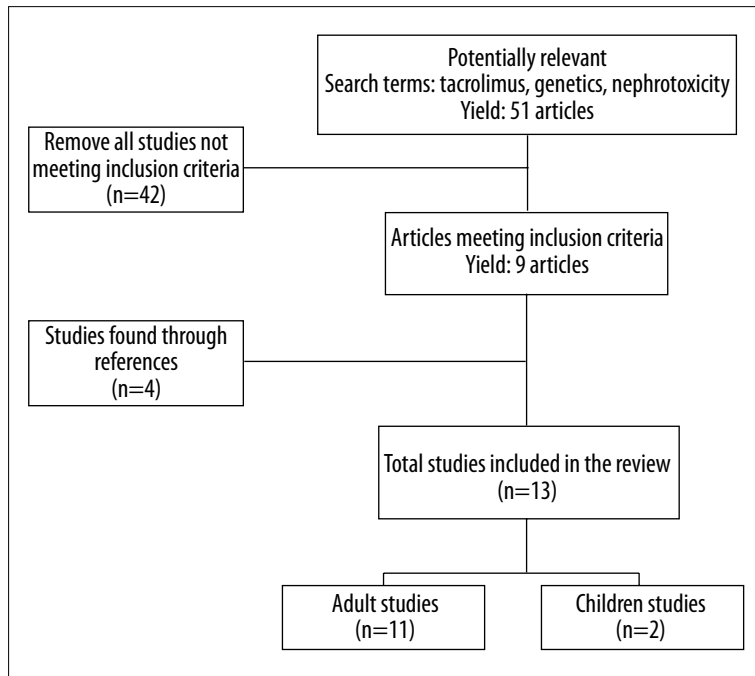 Potentially relevant
Search terms: tacrolimus, genetics, nephrotoxicity
Yield: 51 articles
Remove all studies not
meeting inclusion criteria
(n=42)
Articles meeting inclusion criteria
Yield: 9 articles
Studies found through
references
(n=4)
Total studies included in the review
(n=13)
Adult studies
(n=11)
Children studies
(n=2)